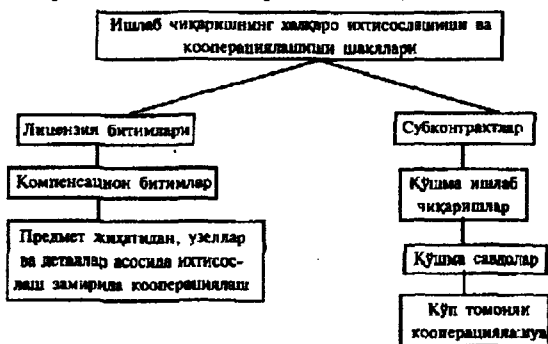 Ишлаб чиқаришнинг халқаро ихтисослашиши ва
кооперациялашиши шакллари
Лицензия битимлари
Компенсацион битимлар
Предмет жиҳатидан, узеллар
ва деталлар асосида ихтисос-
лаш замирида кооперациялаш
Субконтрактлар
Қўшма ишлаб
чиқаришлар
Қўшма савдолар
Кўп томонли
кооперациялашув